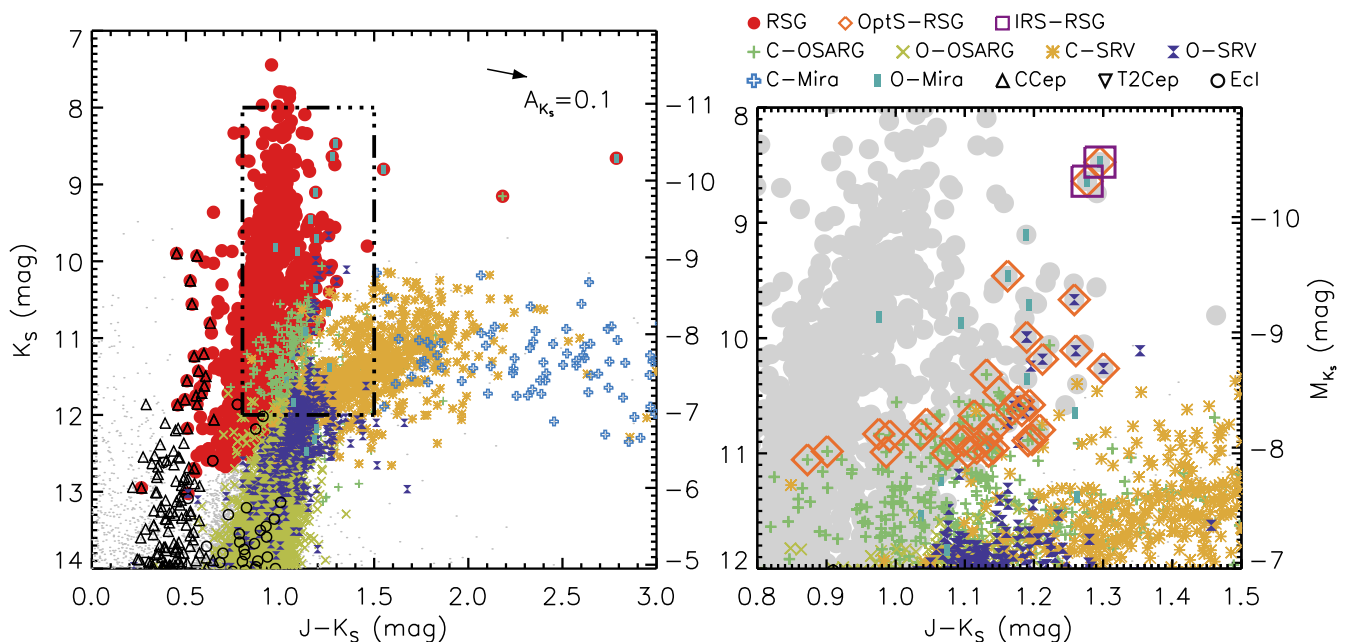 RSG OptS-RSG IRS-RSG
C-OSARG O-OSARG C-SRV O-SRV
C-Mira O-Mira CCep T2Cep Ecl
7
8
9
10
11
12
13
14
K_S (mag)
0.0 0.5 1.0 1.5 2.0 2.5 3.0
J-K_S (mag)
A_{K_s}=0.1
-11
-10
-9
-8
-7
-6
-5
8
9
10
11
12
0.8 0.9 1.0 1.1 1.2 1.3 1.4 1.5
J-K_S (mag)
-10
-9
-8
-7
M_{K_s} (mag)